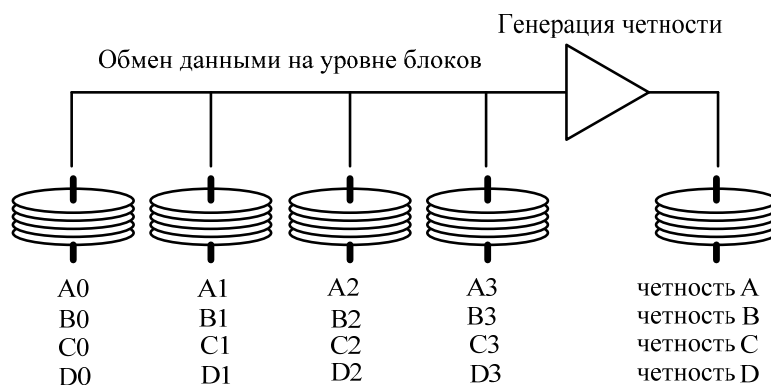 Генерация четности
Обмен данными на уровне блоков
A0 A1 A2 A3 четность A
B0 B1 B2 B3 четность B
C0 C1 C2 C3 четность C
D0 D1 D2 D3 четность D